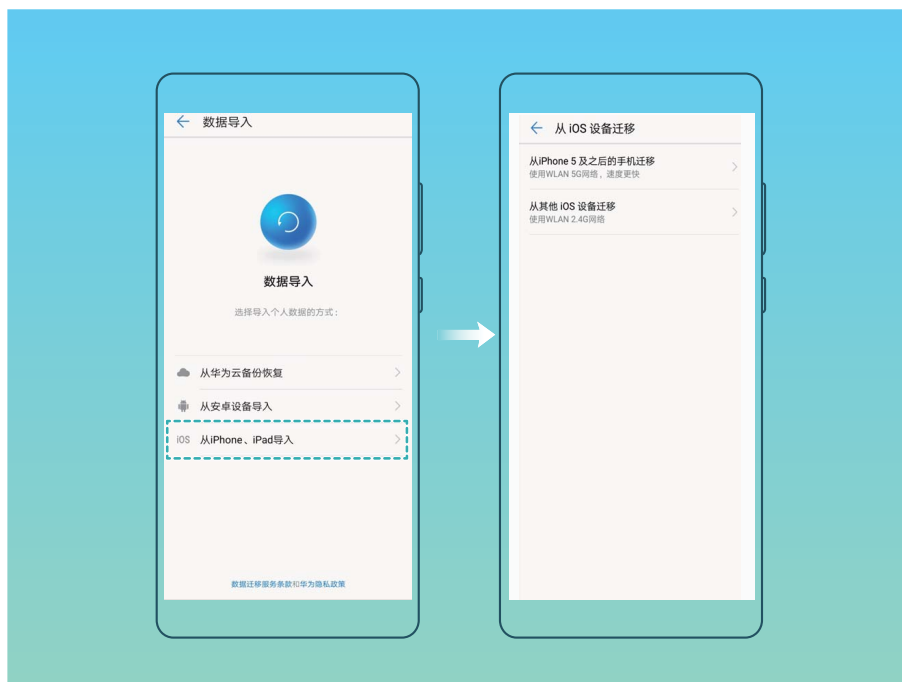 数据导入
数据导入
选择导入个人数据的方式：
从华为云备份恢复
从安卓设备导入
iOS 从iPhone、iPad导入
数据迁移服务条款和华为隐私政策
从 iOS 设备迁移
从iPhone 5 及之后的手机迁移
使用WLAN 5G网络，速度更快
从其他 iOS 设备迁移
使用WLAN 2.4G网络